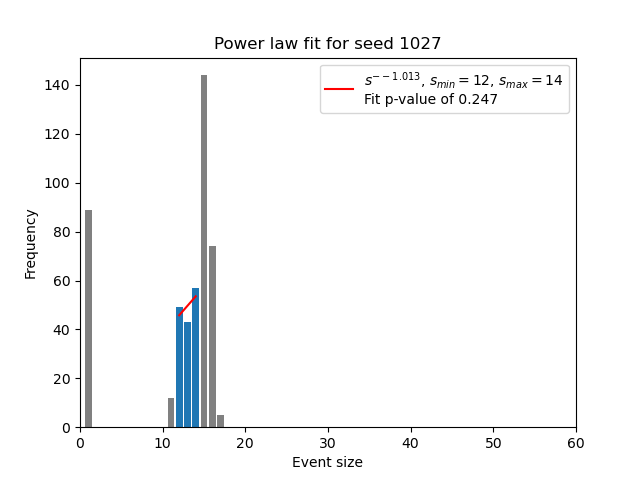 Power law fit for seed 1027
s^{--1.013}, s_{min} = 12, s_{max} = 14
Fit p-value of 0.247
140
120
100
80
60
40
20
0
Frequency
0 10 20 30 40 50 60
Event size